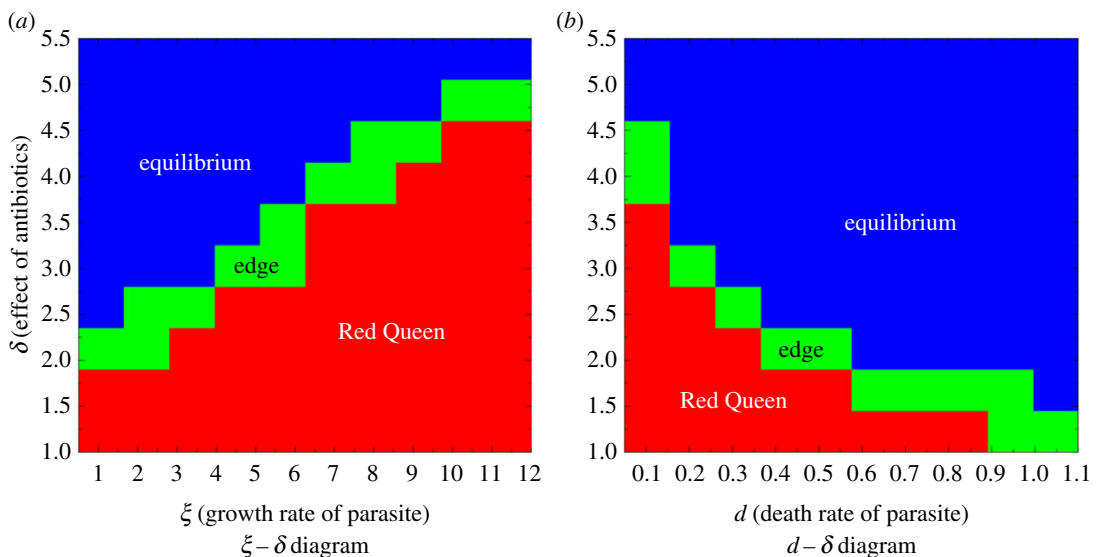 (a)
5.5
5.0
4.5
4.0
3.5
3.0
2.5
2.0
1.5
1.0
δ (effect of antibiotics)
equilibrium
edge
Red Queen
1 2 3 4 5 6 7 8 9 10 11 12
ξ (growth rate of parasite)
ξ – δ diagram
(b)
5.5
5.0
4.5
4.0
3.5
3.0
2.5
2.0
1.5
1.0
equilibrium
edge
Red Queen
0.1 0.2 0.3 0.4 0.5 0.6 0.7 0.8 0.9 1.0 1.1
d (death rate of parasite)
d – δ diagram